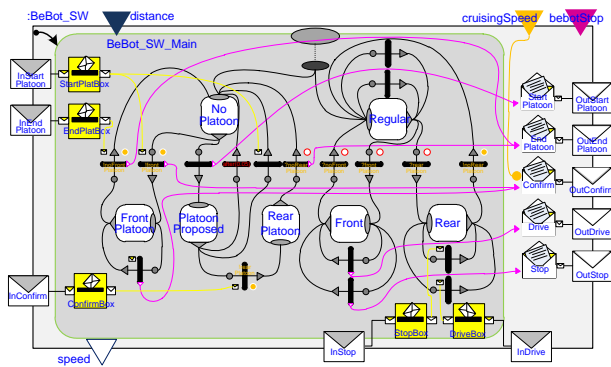 :BeBot_SW
distance
cruisingSpeed
bebotStop
BeBot_SW_Main
InStart
Platoon
StartPlatBox
InEnd
Platoon
EndPlatBox
No
Platoon
Regular
Start
Platoon
OutStart
Platoon
End
Platoon
OutEnd
Platoon
Confirm
OutConfirm
Front
Platoon
Platoon
Proposed
Rear
Platoon
Front
Rear
Drive
OutDrive
Stop
OutStop
InConfirm
ConfirmBox
StopBox
DriveBox
speed
InStop
InDrive